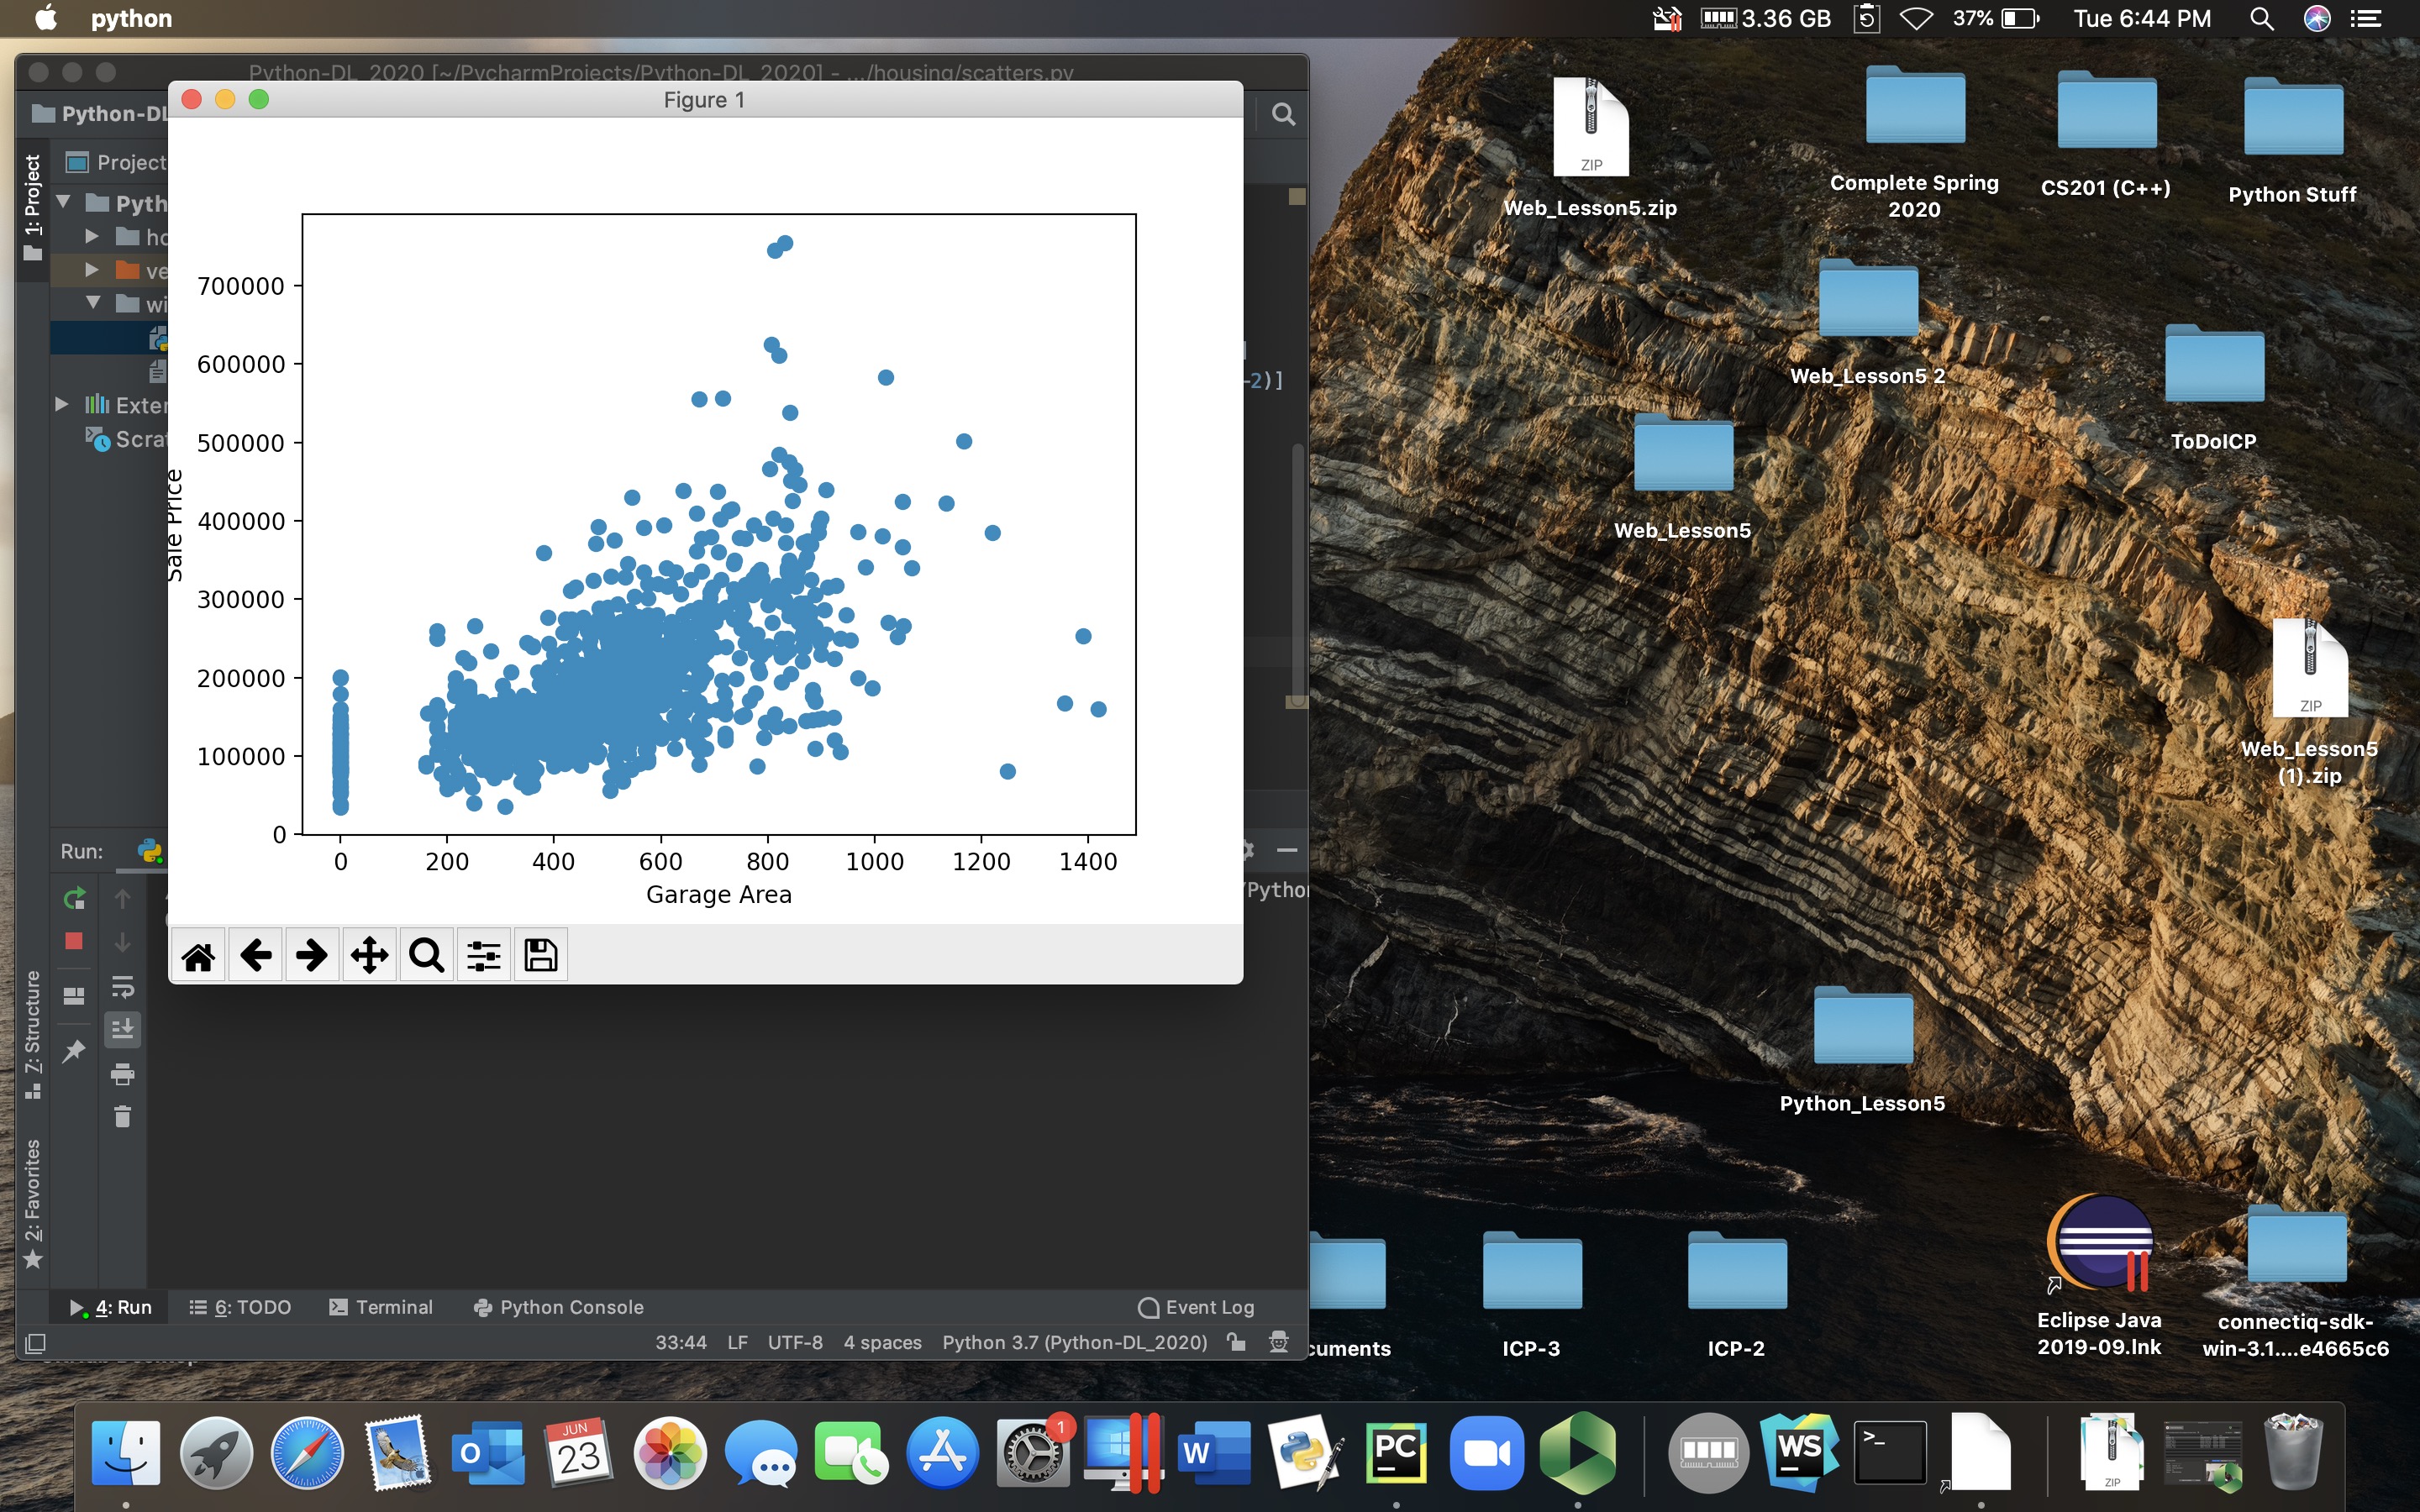 python
3.36 GB
37%
Tue 6:44 PM
Python-DL_2020 [~/PycharmProjects/Python-DL_2020] - .../housing/scatters.py
Figure 1
Python-DL
1: Project
Project
Pyth
ho
ve
wi
Exter
Scrat
-2)]
Sale Price
700000
600000
500000
400000
300000
200000
100000
0
0
200
400
600
800
1000
1200
1400
Garage Area
Run:
/Pytho
7: Structure
2: Favorites
4: Run
6: TODO
Terminal
Python Console
Event Log
33:44
LF
UTF-8
4 spaces
Python 3.7 (Python-DL_2020)
ZIP
Web_Lesson5.zip
Complete Spring
2020
CS201 (C++)
Python Stuff
Web_Lesson5 2
ToDoICP
Web_Lesson5
ZIP
Web_Lesson5
(1).zip
Python_Lesson5
cuments
ICP-3
ICP-2
Eclipse Java
2019-09.lnk
connectiq-sdk-
win-3.1....e4665c6
O
JUN
23
1
W
PC
WS
>_
ZIP